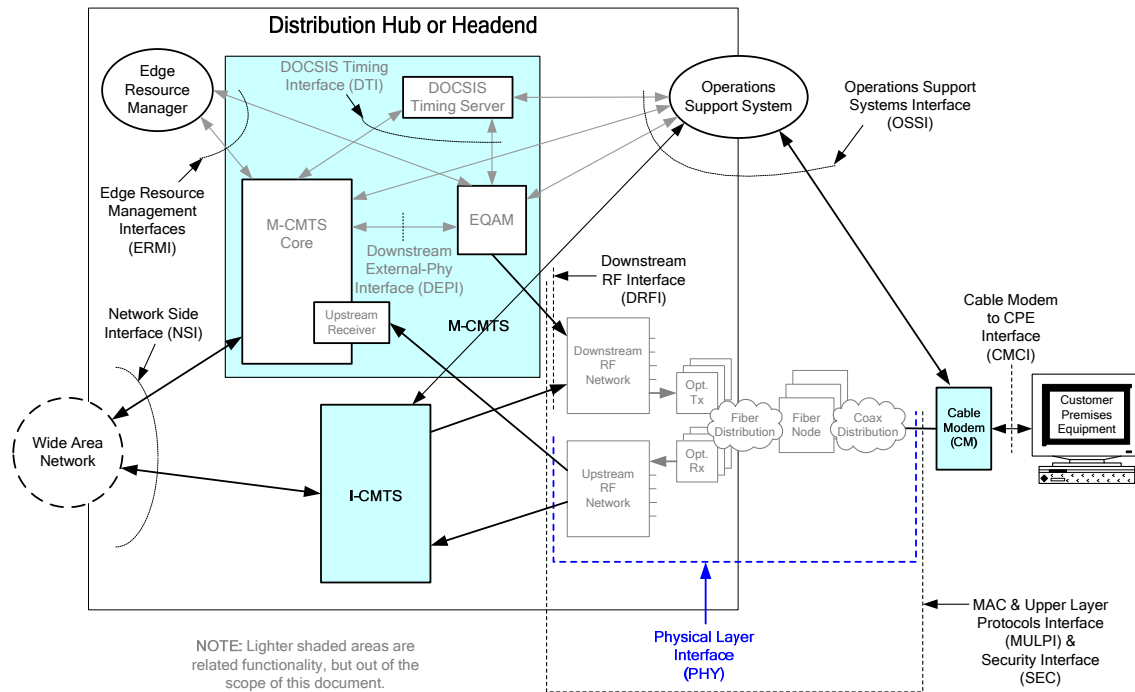 Distribution Hub or Headend
Edge
Resource
Manager
DOCSIS Timing
Interface (DTI)
DOCSIS
Timing Server
Operations
Support System
Operations Support
Systems Interface
(OSSI)
Edge Resource
Management
Interfaces
(ERMI)
M-CMTS
Core
EQAM
Downstream
External-Phy
Interface (DEPI)
Upstream
Receiver
M-CMTS
Downstream
RF Interface
(DRFI)
Network Side
Interface (NSI)
Cable Modem
to CPE
Interface
(CMCI)
Downstream
RF
Network
Opt.
Tx
Fiber
Distribution
Fiber
Node
Coax
Distribution
Cable
Modem
(CM)
Customer
Premises
Equipment
Wide Area
Network
I-CMTS
Upstream
RF
Network
Opt.
Rx
NOTE: Lighter shaded areas are
related functionality, but out of the
scope of this document.
Physical Layer
Interface
(PHY)
MAC & Upper Layer
Protocols Interface
(MULPI) &
Security Interface
(SEC)